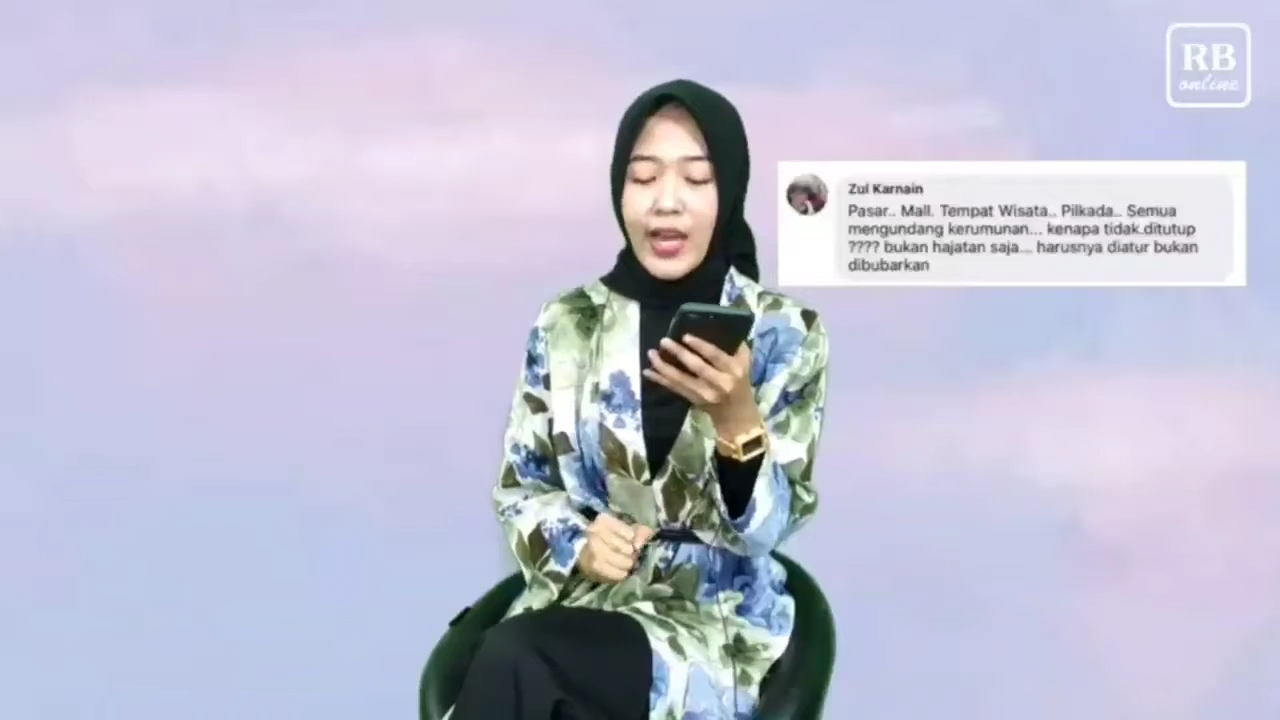 RB
online
Zul Karnain
Pasar.. Mall. Tempat Wisata.. Pilkada.. Semua
mengundang kerumunan... kenapa tidak.ditutup
???? bukan hajatan saja... harusnya diatur bukan
dibubarkan